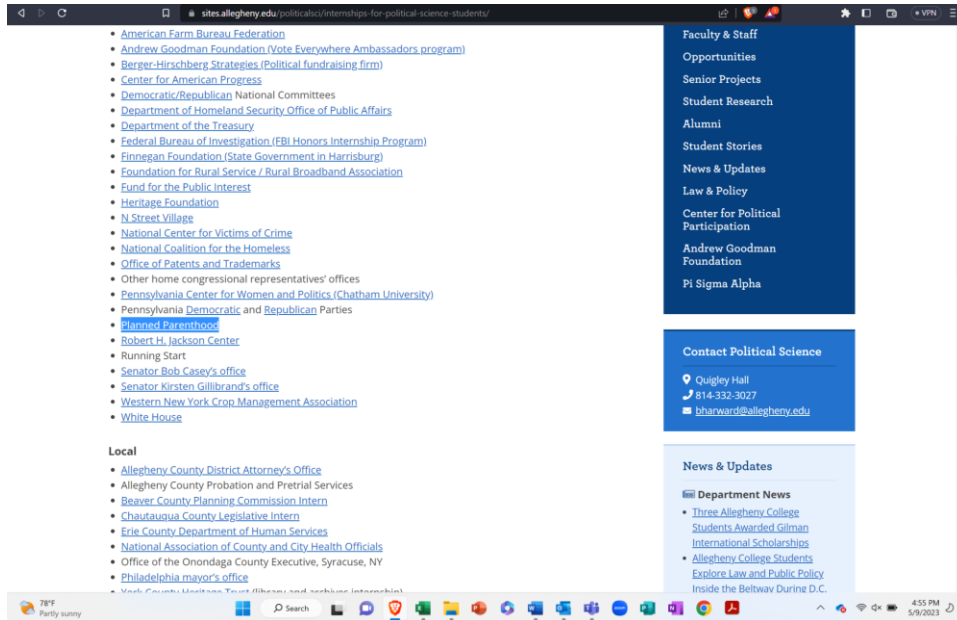 sites.allegheny.edu/politicalsci/internships-for-political-science-students/
VPN
American Farm Bureau Federation
Andrew Goodman Foundation (Vote Everywhere Ambassadors program)
Berger-Hirschberg Strategies (Political fundraising firm)
Center for American Progress
Democratic/Republican National Committees
Department of Homeland Security Office of Public Affairs
Department of the Treasury
Federal Bureau of Investigation (FBI Honors Internship Program)
Finnegan Foundation (State Government in Harrisburg)
Foundation for Rural Service / Rural Broadband Association
Fund for the Public Interest
Heritage Foundation
N Street Village
National Center for Victims of Crime
National Coalition for the Homeless
Office of Patents and Trademarks
Other home congressional representatives' offices
Pennsylvania Center for Women and Politics (Chatham University)
Pennsylvania Democratic and Republican Parties
Planned Parenthood
Robert H. Jackson Center
Running Start
Senator Bob Casey's office
Senator Kirsten Gillibrand's office
Western New York Crop Management Association
White House
Local
Allegheny County District Attorney's Office
Allegheny County Probation and Pretrial Services
Beaver County Planning Commission Intern
Chautauqua County Legislative Intern
Erie County Department of Human Services
National Association of County and City Health Officials
Office of the Onondaga County Executive, Syracuse, NY
Philadelphia mayor's office
York County Heritage Trust (library and archives internship)
Faculty & Staff
Opportunities
Senior Projects
Student Research
Alumni
Student Stories
News & Updates
Law & Policy
Center for Political
Participation
Andrew Goodman
Foundation
Pi Sigma Alpha
Contact Political Science
Quigley Hall
814-332-3027
bharward@allegheny.edu
News & Updates
Department News
Three Allegheny College
Students Awarded Gilman
International Scholarships
Allegheny College Students
Explore Law and Public Policy
Inside the Beltway During D.C.
78°F
Partly sunny
Search
4:55 PM
5/9/2023